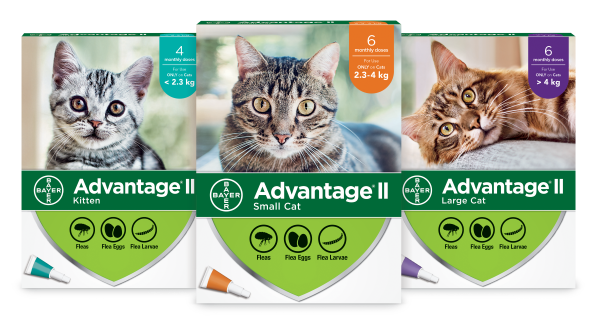 4
monthly doses
For Use
ONLY on Cats
< 2.3 kg
BAYER
BAYER
Advantage® II
Kitten
Fleas
Flea Eggs
Flea Larvae
6
monthly doses
For Use
ONLY on Cats
2.3-4 kg
BAYER
BAYER
Advantage® II
Small Cat
Fleas
Flea Eggs
Flea Larvae
6
monthly doses
For Use
ONLY on Cats
> 4 kg
BAYER
BAYER
Advantage® II
Large Cat
Fleas
Flea Eggs
Flea Larvae